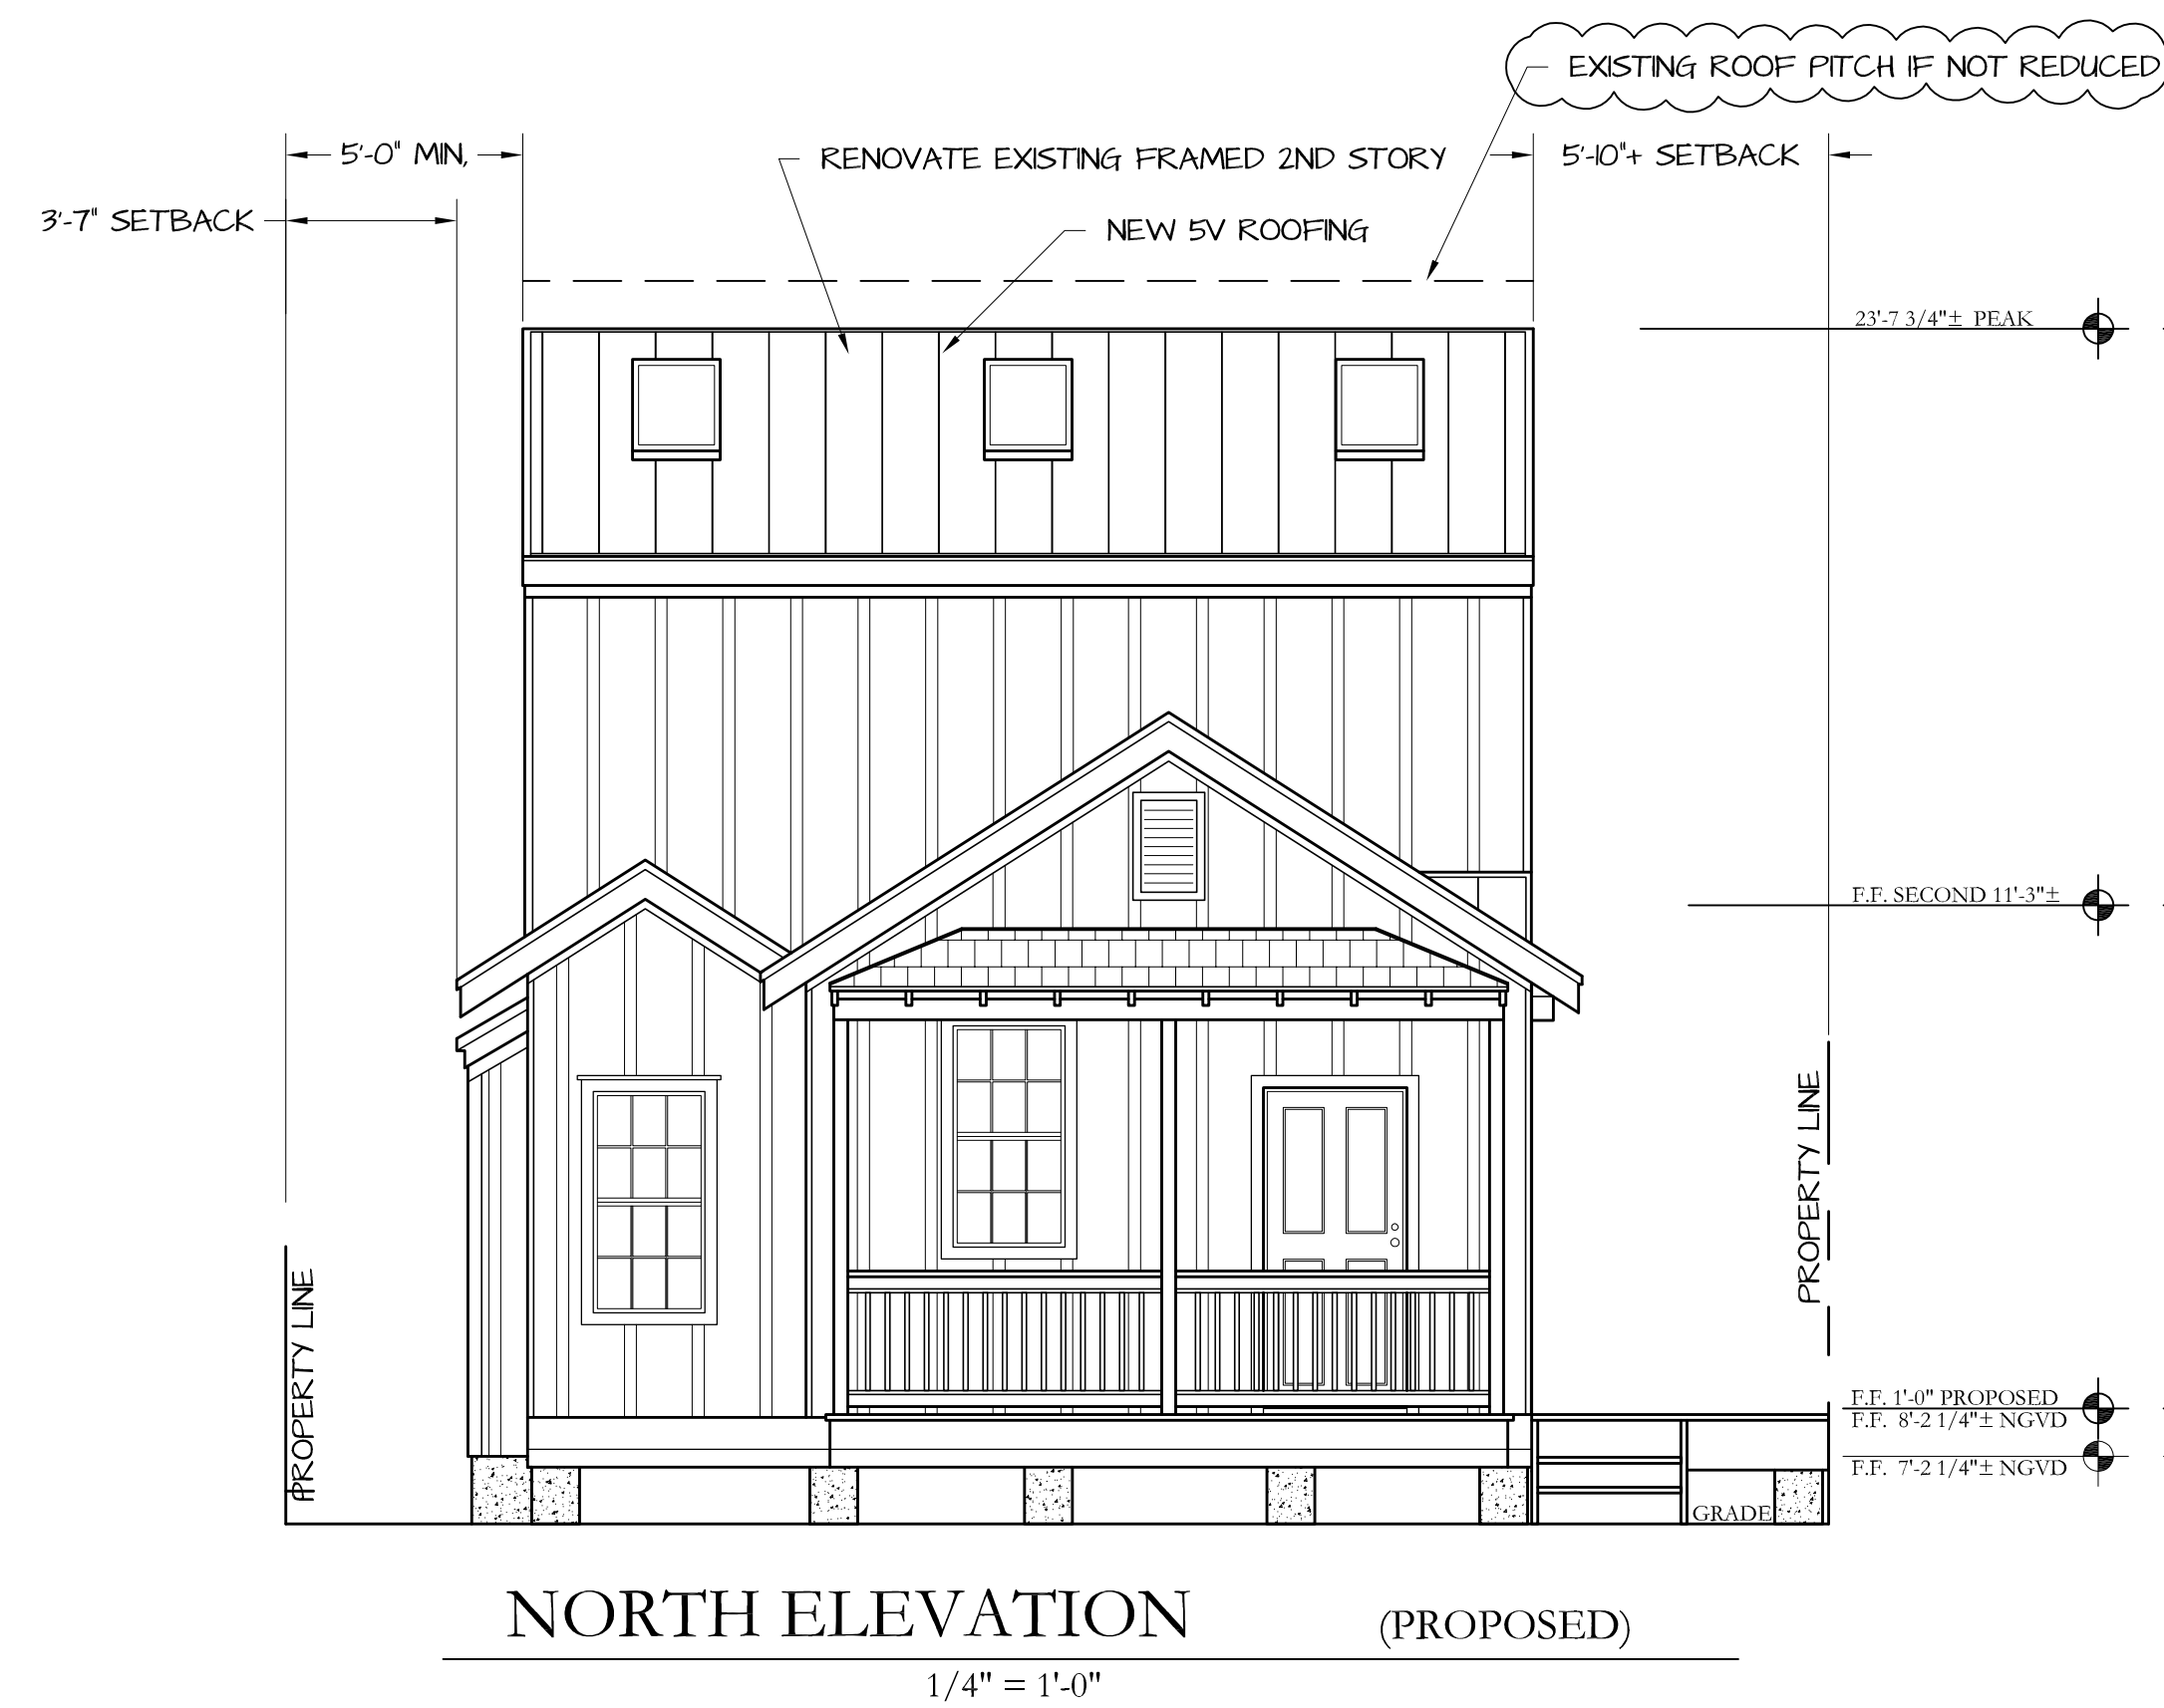 EXISTING ROOF PITCH IF NOT REDUCED
5'-0" MIN,
RENOVATE EXISTING FRAMED 2ND STORY
5'-10"+ SETBACK
3'-7" SETBACK
NEW 5V ROOFING
23'-7 3/4"± PEAK
F.F. SECOND 11'-3"±
PROPERTY LINE
PROPERTY LINE
F.F. 1'-0" PROPOSED
F.F. 8'-2 1/4"± NGVD
F.F. 7'-2 1/4"± NGVD
GRADE
NORTH ELEVATION (PROPOSED)
1/4" = 1'-0"